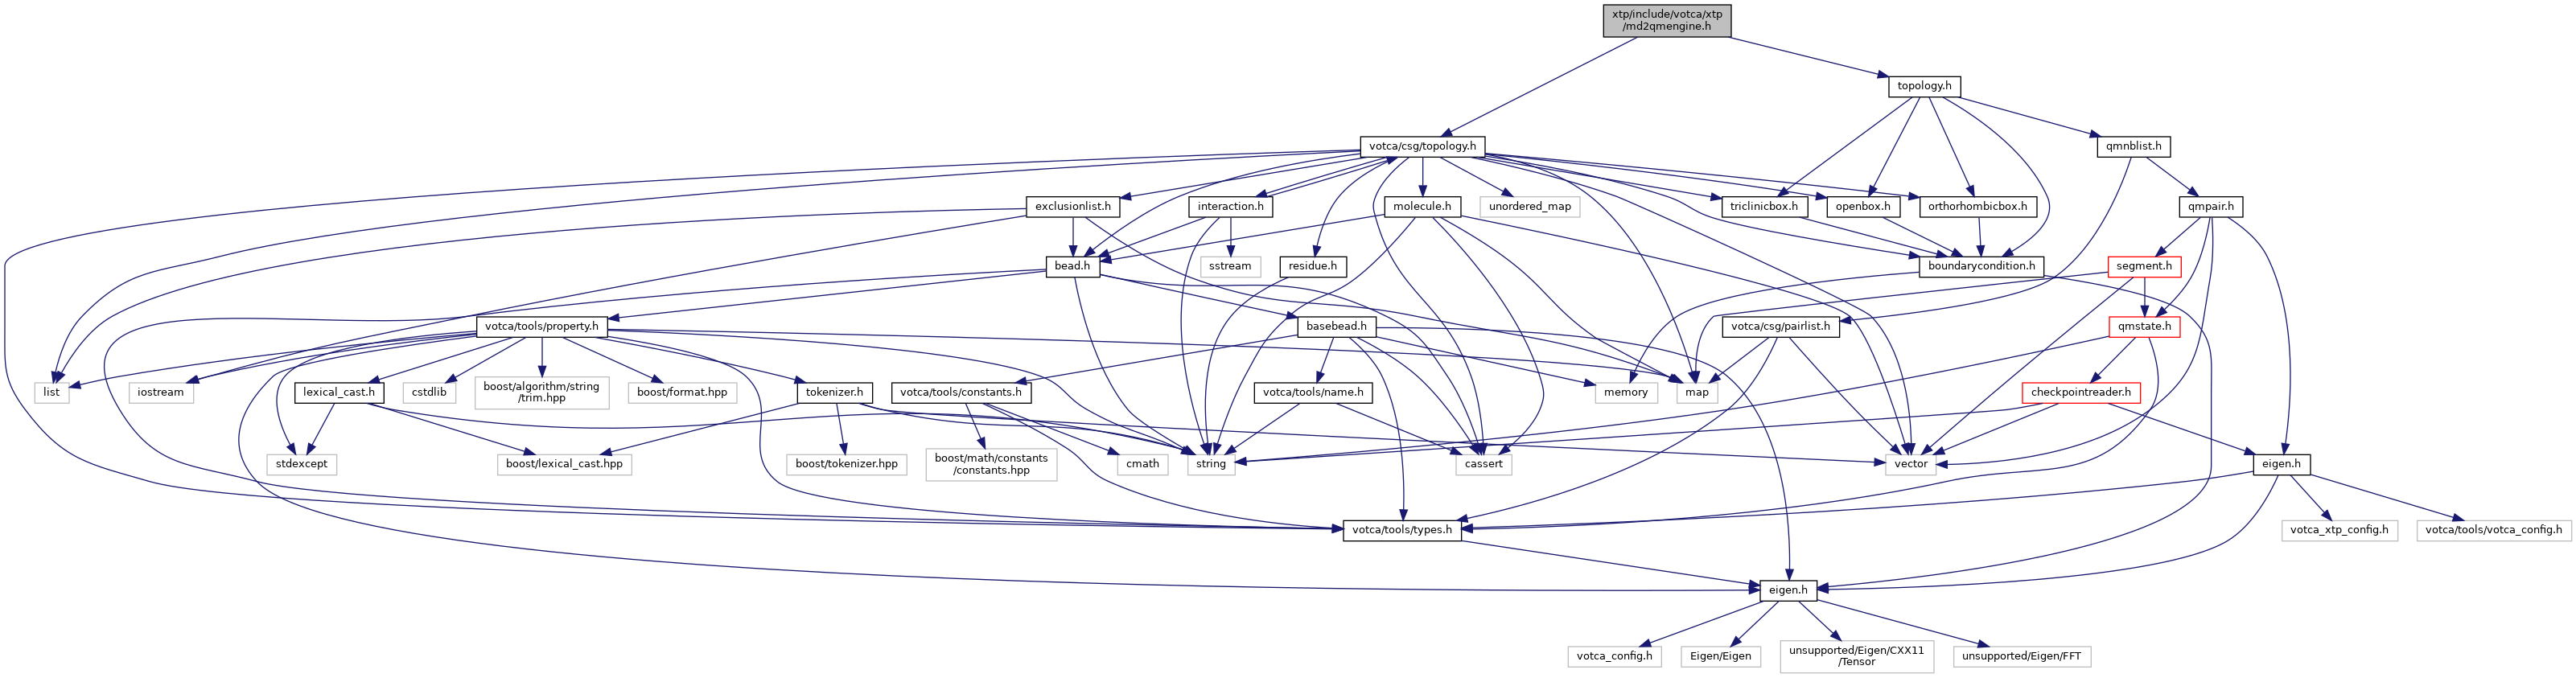 xtp/include/votca/xtp
/md2qmengine.h
topology.h
votca/csg/topology.h
qmnblist.h
exclusionlist.h
interaction.h
molecule.h
unordered_map
triclinicbox.h
openbox.h
orthorhombicbox.h
qmpair.h
bead.h
sstream
residue.h
boundarycondition.h
segment.h
votca/tools/property.h
basebead.h
votca/csg/pairlist.h
qmstate.h
list
iostream
lexical_cast.h
cstdlib
boost/algorithm/string
/trim.hpp
boost/format.hpp
tokenizer.h
votca/tools/constants.h
votca/tools/name.h
memory
map
checkpointreader.h
stdexcept
boost/lexical_cast.hpp
boost/tokenizer.hpp
boost/math/constants
/constants.hpp
cmath
string
cassert
vector
eigen.h
votca/tools/types.h
votca_xtp_config.h
votca/tools/votca_config.h
eigen.h
votca_config.h
Eigen/Eigen
unsupported/Eigen/CXX11
/Tensor
unsupported/Eigen/FFT